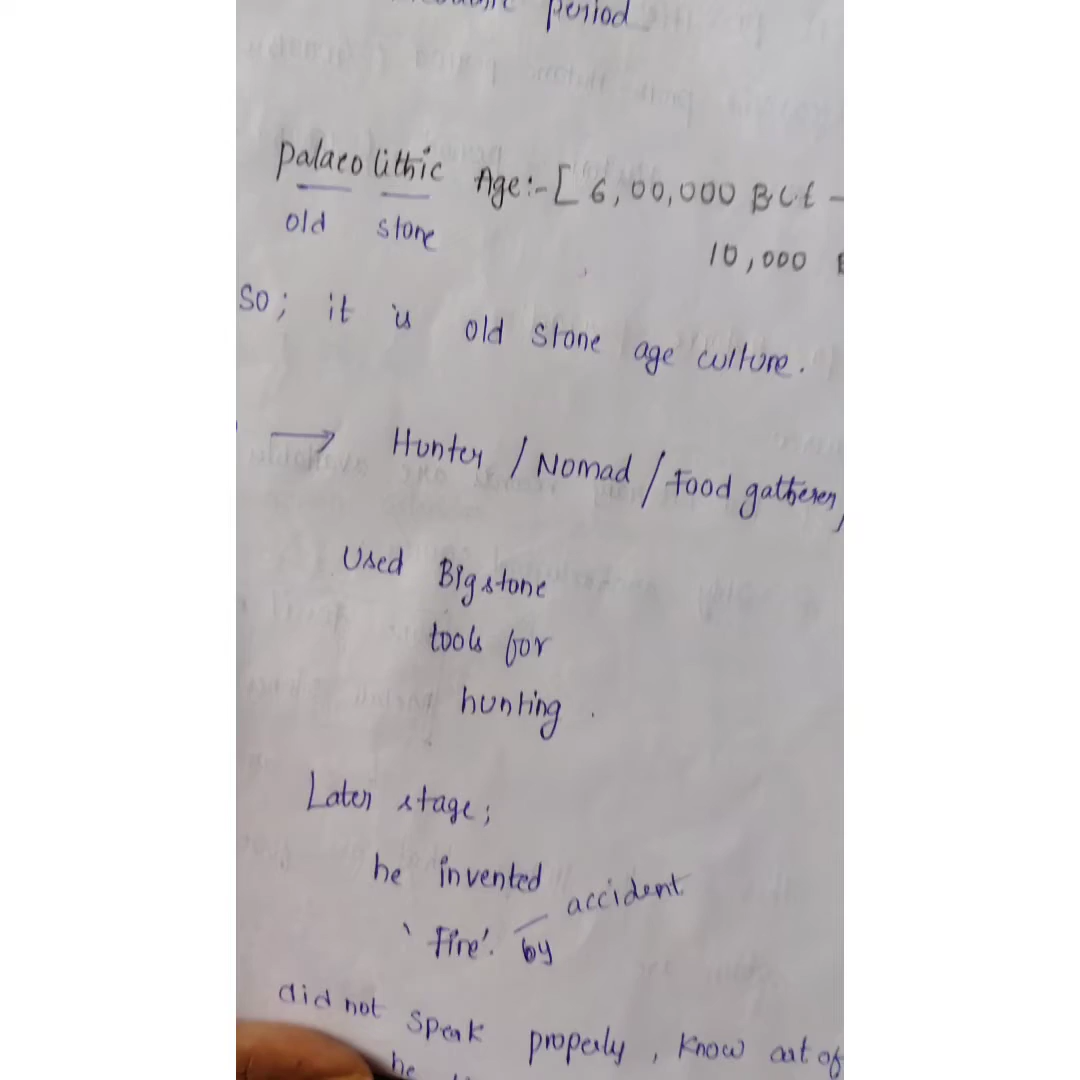 period
Palaeolithic Age:- [ 6,00,000 BCE -
old stone
10,000
So; it is old stone age culture.
→ Hunter / Nomad / Food gatherer,
Used Big stone
tools for
hunting.
Later stage;
he invented
'Fire'. by accident
did not speak properly, know art of
he